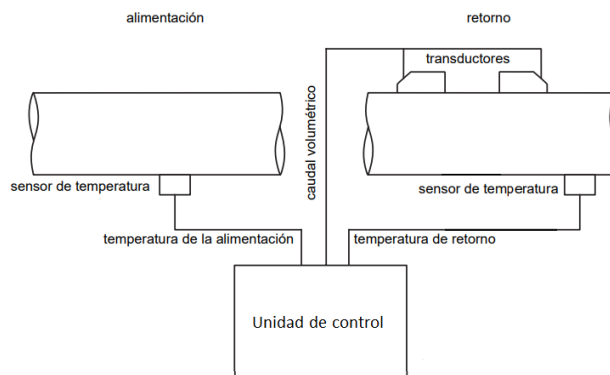 alimentación
retorno
transductores
caudal volumétrico
sensor de temperatura
sensor de temperatura
temperatura de la alimentación
temperatura de retorno
Unidad de control